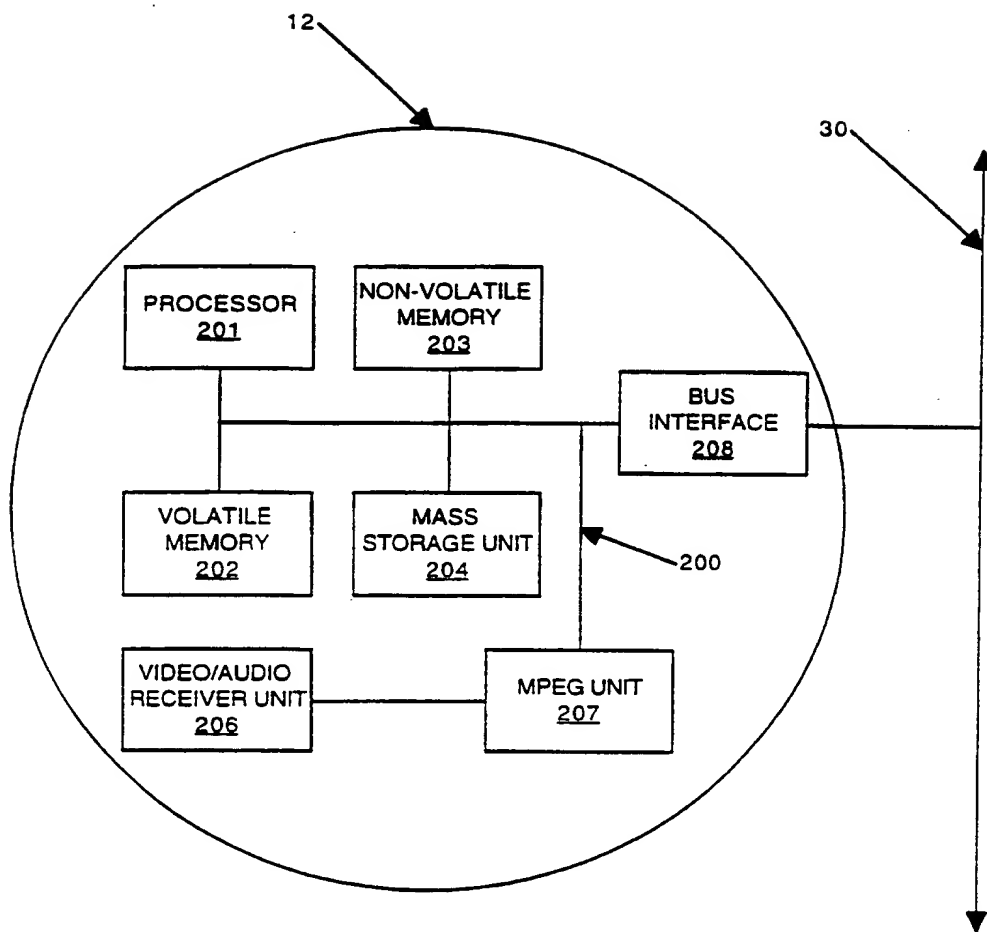 12
30
PROCESSOR
201
NON-VOLATILE
MEMORY
203
BUS
INTERFACE
208
VOLATILE
MEMORY
202
MASS
STORAGE UNIT
204
200
VIDEO/AUDIO
RECEIVER UNIT
206
MPEG UNIT
207